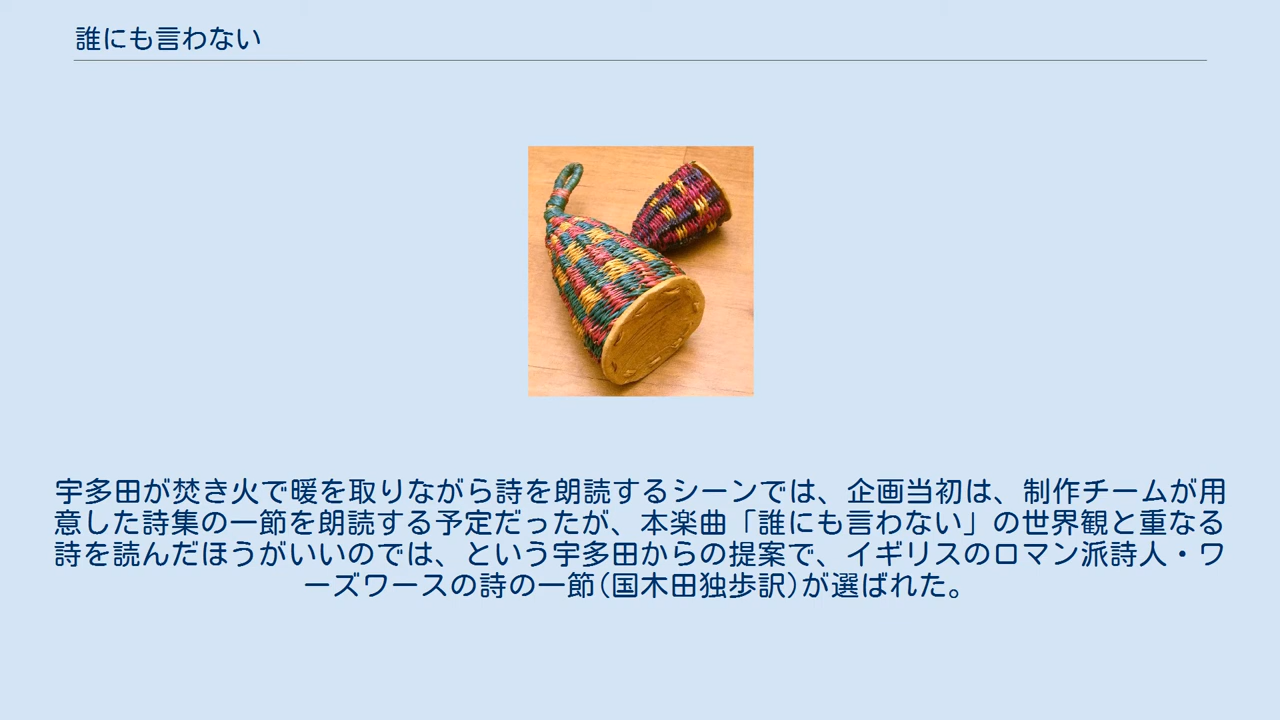 誰にも言わない
宇多田が焚き火で暖を取りながら詩を朗読するシーンでは、企画当初は、制作チームが用
意した詩集の一節を朗読する予定だったが、本楽曲「誰にも言わない」の世界観と重なる
詩を読んだほうがいいのでは、という宇多田からの提案で、イギリスのロマン派詩人・ワ
ーズワースの詩の一節(国木田独歩訳)が選ばれた。